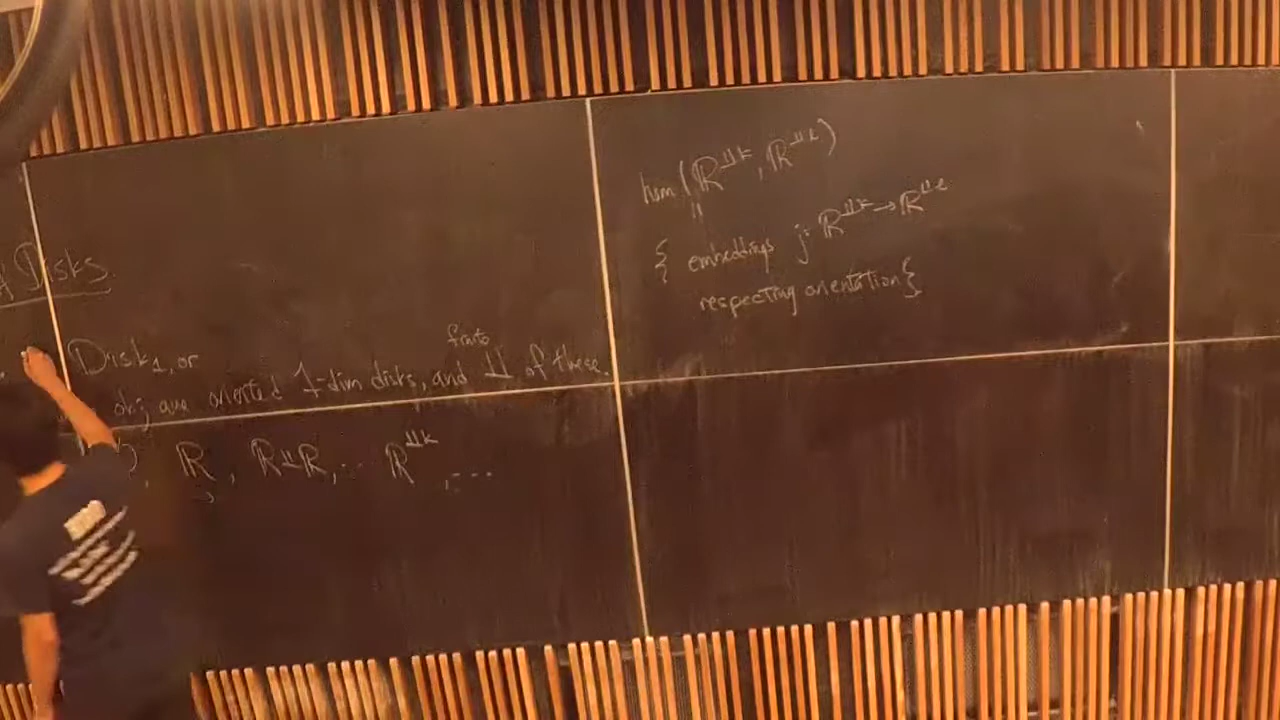 Disks
Disk₁, or
finite
obj are oriented 1-dim disks, and ⨿ of these.
ℝ, ℝ⨿ℝ, ... ℝ^{⨿k}, ---
hom(ℝ^{⨿k}, ℝ^{⨿l})
"
{ embeddings j: ℝ^{⨿k} → ℝ^{⨿l}
respecting orientation}